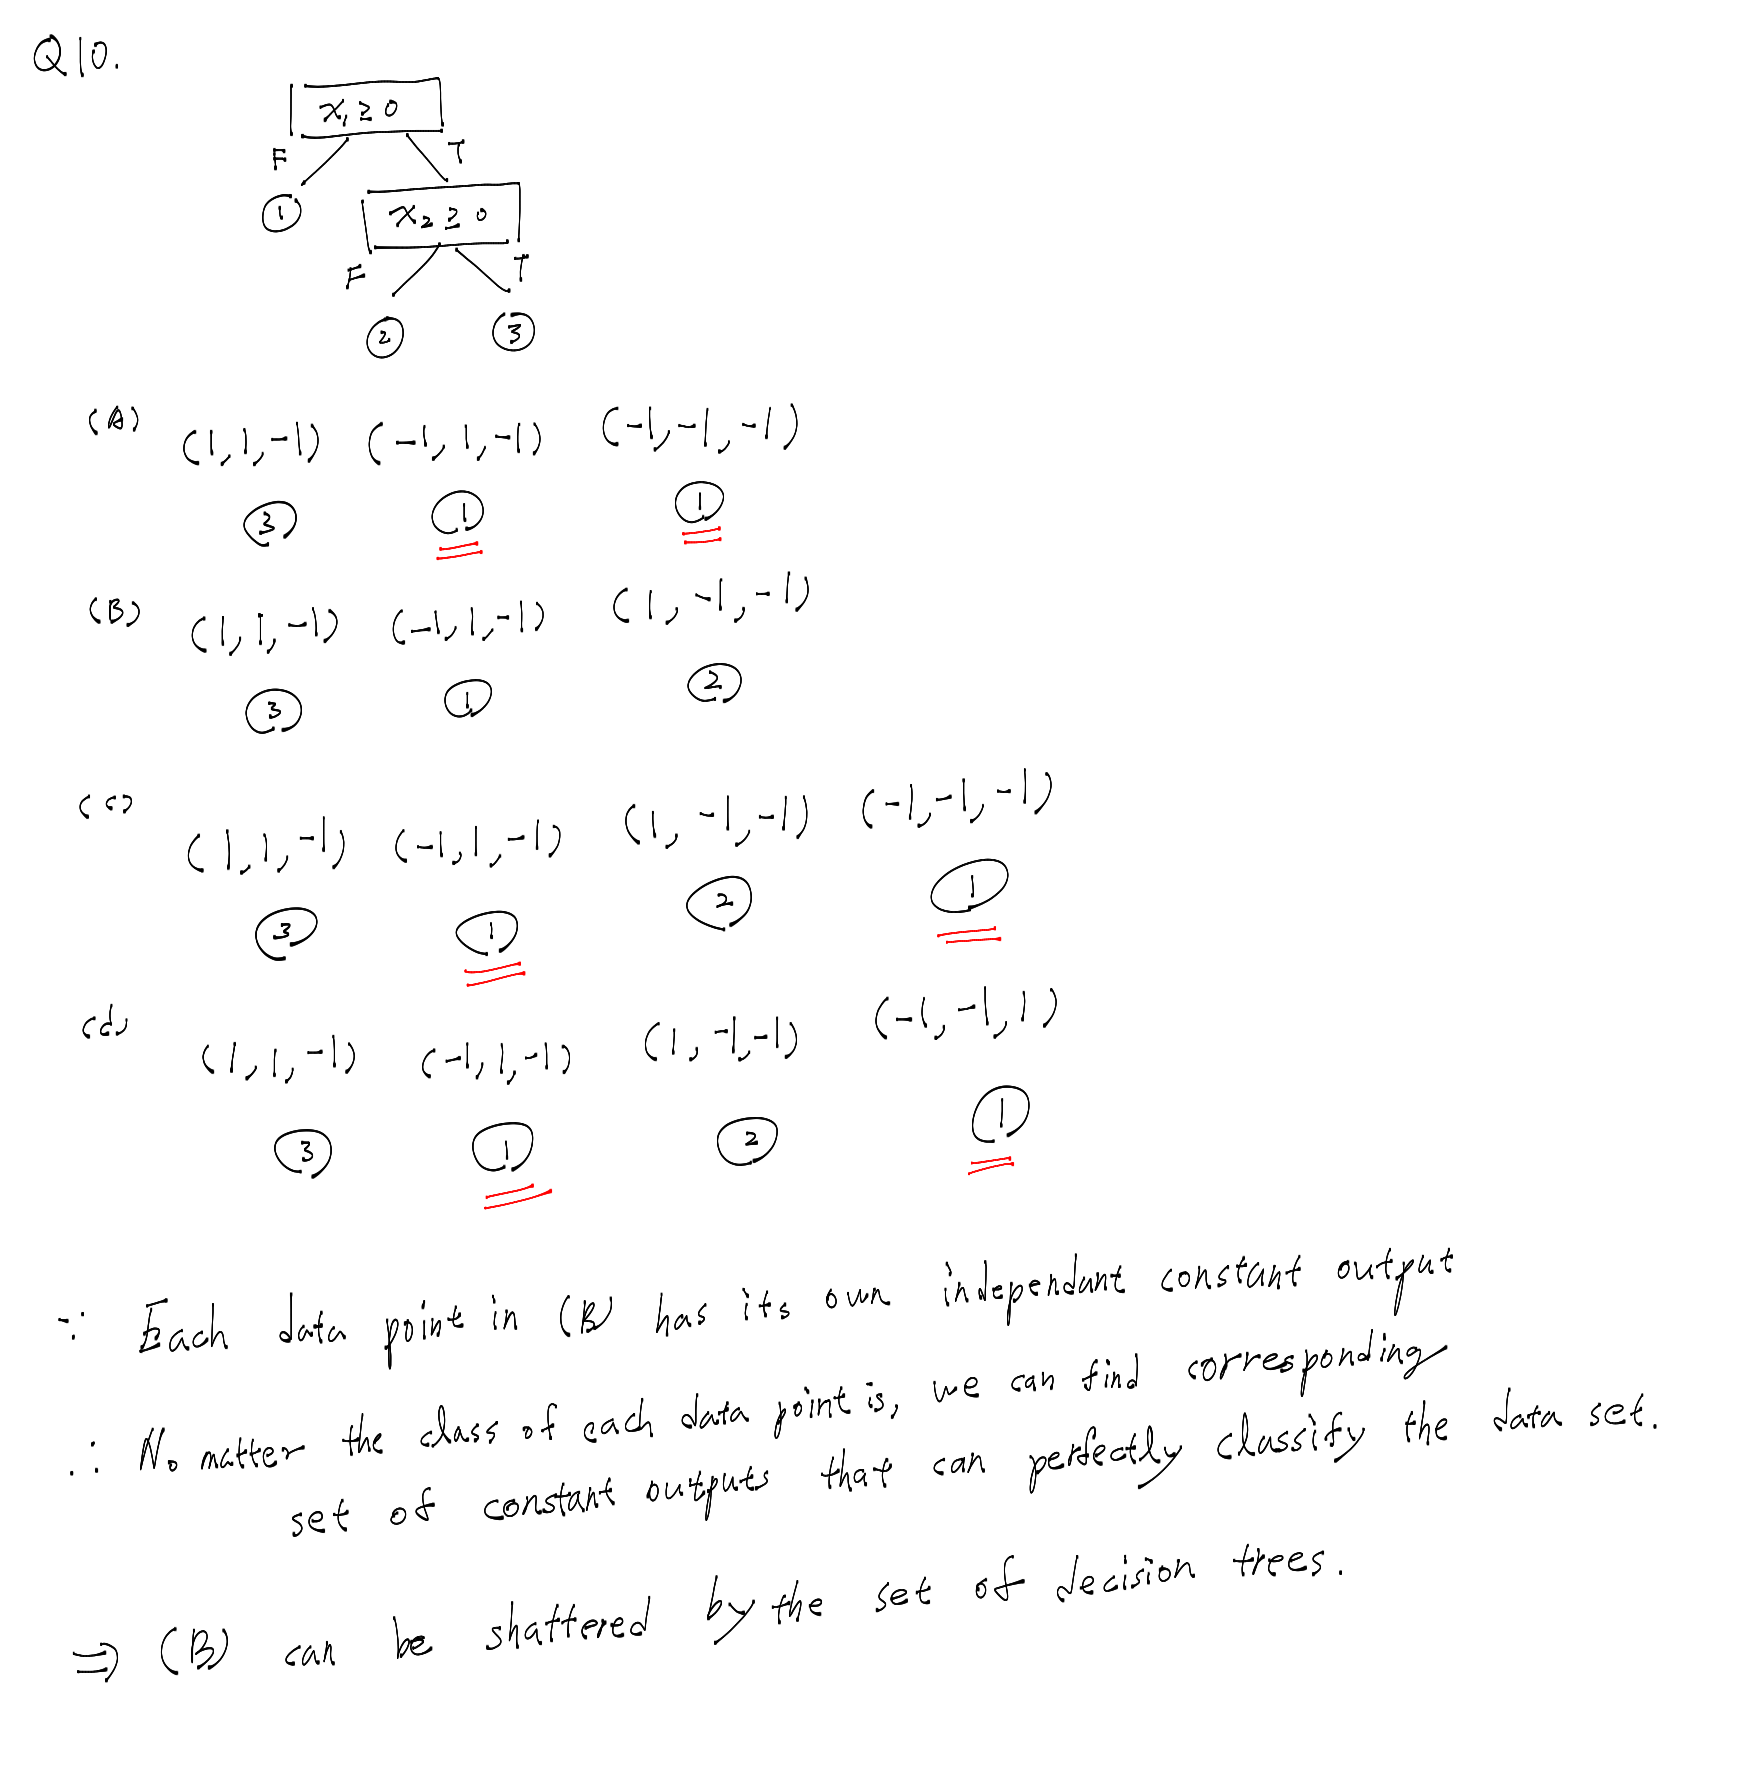 Q10.
x₁ ≥ 0
F T
① x₂ ≥ 0
F T
② ③
(A) (1,1,-1) (-1,1,-1) (-1,-1,-1)
③ ① ①
(B) (1,1,-1) (-1,1,-1) (1,-1,-1)
③ ① ②
(c) (1,1,-1) (-1,1,-1) (1,-1,-1) (-1,-1,-1)
③ ① ② ①
(d) (1,1,-1) (-1,1,-1) (1,-1,-1) (-1,-1,1)
③ ① ② ①
∵ Each data point in (B) has its own independant constant output
∴ No matter the class of each data point is, we can find corresponding
set of constant outputs that can perfectly classify the data set.
⇒ (B) can be shattered by the set of decision trees.